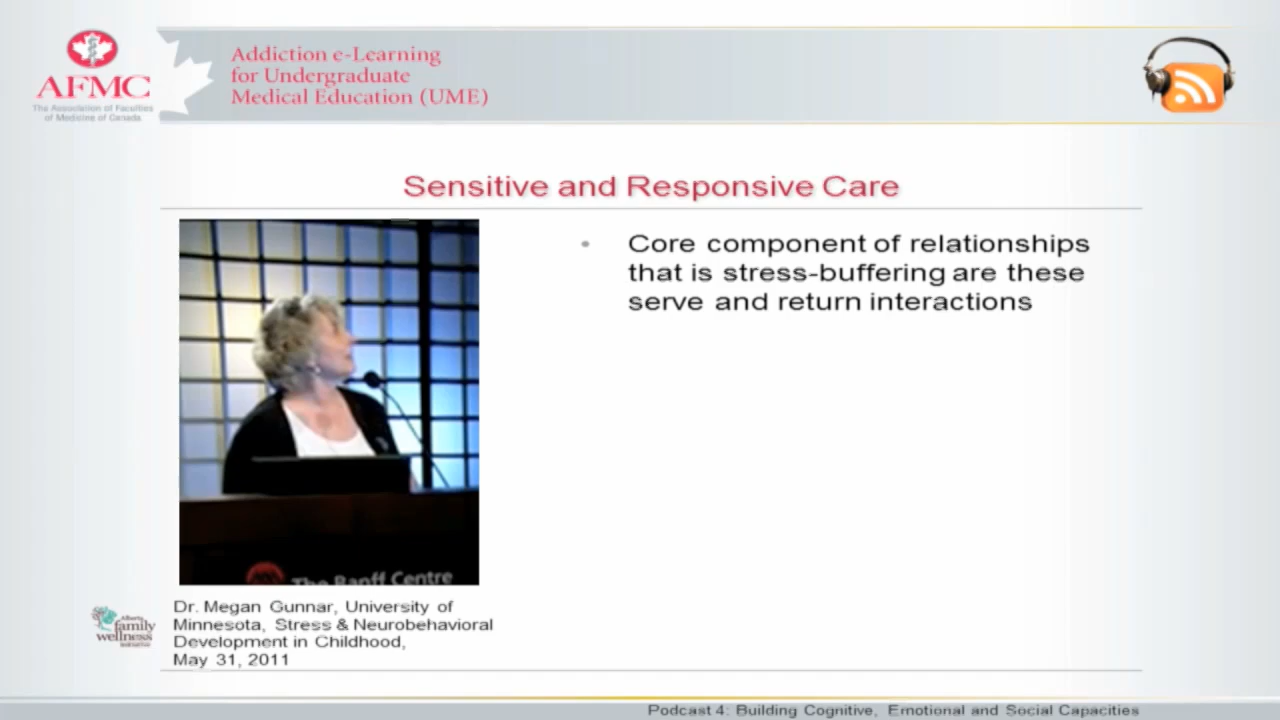 AFMC
The Association of Faculties
of Medicine of Canada
Addiction e-Learning
for Undergraduate
Medical Education (UME)
Sensitive and Responsive Care
• Core component of relationships
that is stress-buffering are these
serve and return interactions
The Banff Centre
Dr. Megan Gunnar, University of
Minnesota, Stress & Neurobehavioral
Development in Childhood,
May 31, 2011
Alberta
family
wellness
INITIATIVE
Podcast 4: Building Cognitive, Emotional and Social Capacities